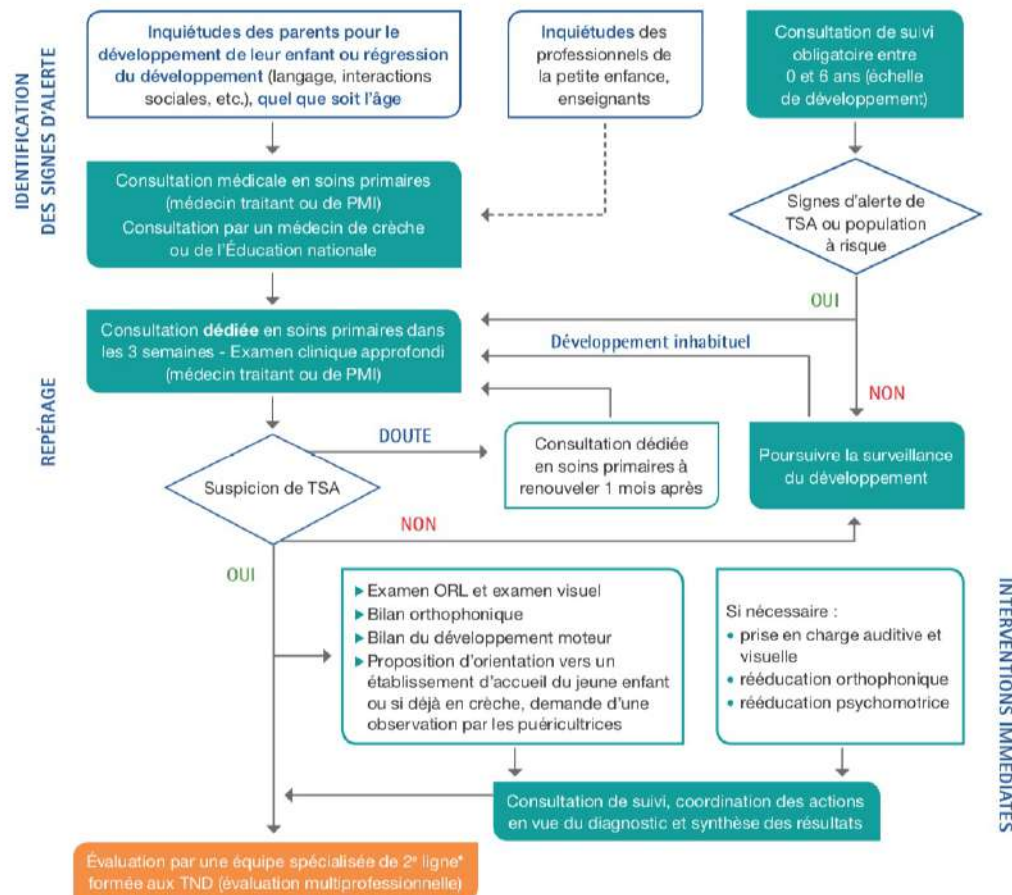 IDENTIFICATION
DES SIGNES D'ALERTE
Inquiétudes des parents pour le
développement de leur enfant ou régression
du développement (langage, interactions
sociales, etc.), quel que soit l'âge
Inquiétudes des
professionnels de
la petite enfance,
enseignants
Consultation de suivi
obligatoire entre
0 et 6 ans (échelle
de développement)
Consultation médicale en soins primaires
(médecin traitant ou de PMI)
Consultation par un médecin de crèche
ou de l'Éducation nationale
Signes d'alerte de
TSA ou population
à risque
OUI
NON
REPÉRAGE
Consultation dédiée en soins primaires dans
les 3 semaines - Examen clinique approfondi
(médecin traitant ou de PMI)
Développement inhabituel
DOUTE
Suspicion de TSA
Consultation dédiée
en soins primaires à
renouveler 1 mois après
Poursuivre la surveillance
du développement
NON
OUI
INTERVENTIONS IMMÉDIATES
▸ Examen ORL et examen visuel
▸ Bilan orthophonique
▸ Bilan du développement moteur
▸ Proposition d'orientation vers un
établissement d'accueil du jeune enfant
ou si déjà en crèche, demande d'une
observation par les puéricultrices
Si nécessaire :
• prise en charge auditive et
visuelle
• rééducation orthophonique
• rééducation psychomotrice
Consultation de suivi, coordination des actions
en vue du diagnostic et synthèse des résultats
Évaluation par une équipe spécialisée de 2e ligne*
formée aux TND (évaluation multiprofessionnelle)